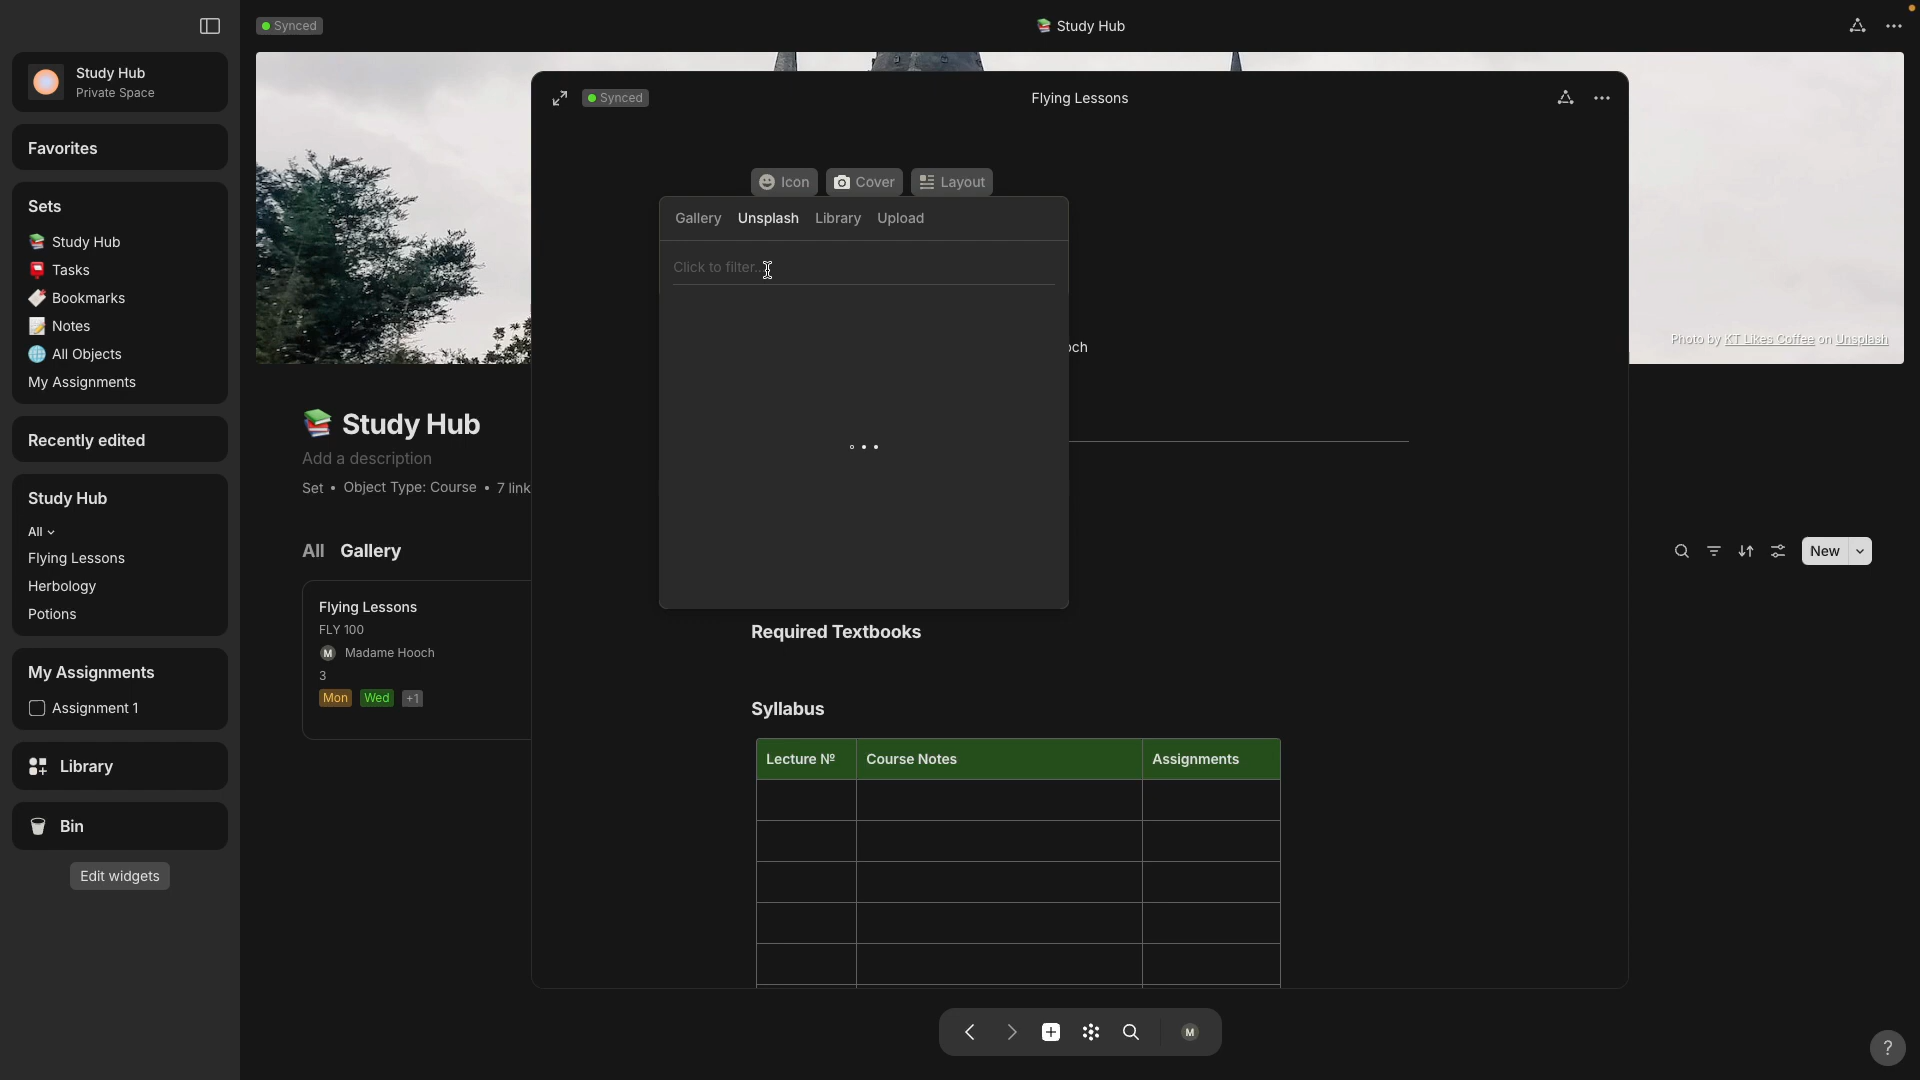 Synced
Study Hub
Study Hub
Private Space
Favorites
Sets
Study Hub
Tasks
Bookmarks
Notes
All Objects
My Assignments
Recently edited
Study Hub
All
Flying Lessons
Herbology
Potions
My Assignments
Assignment 1
Library
Bin
Edit widgets
Photo by KT Likes Coffee on Unsplash
Study Hub
Add a description
Set • Object Type: Course • 7 link
All Gallery
New
Flying Lessons
FLY 100
M Madame Hooch
3
Mon Wed +1
Synced
Flying Lessons
Icon Cover Layout
Gallery Unsplash Library Upload
Click to filter...
och
Required Textbooks
Syllabus
Lecture № Course Notes Assignments
M
?